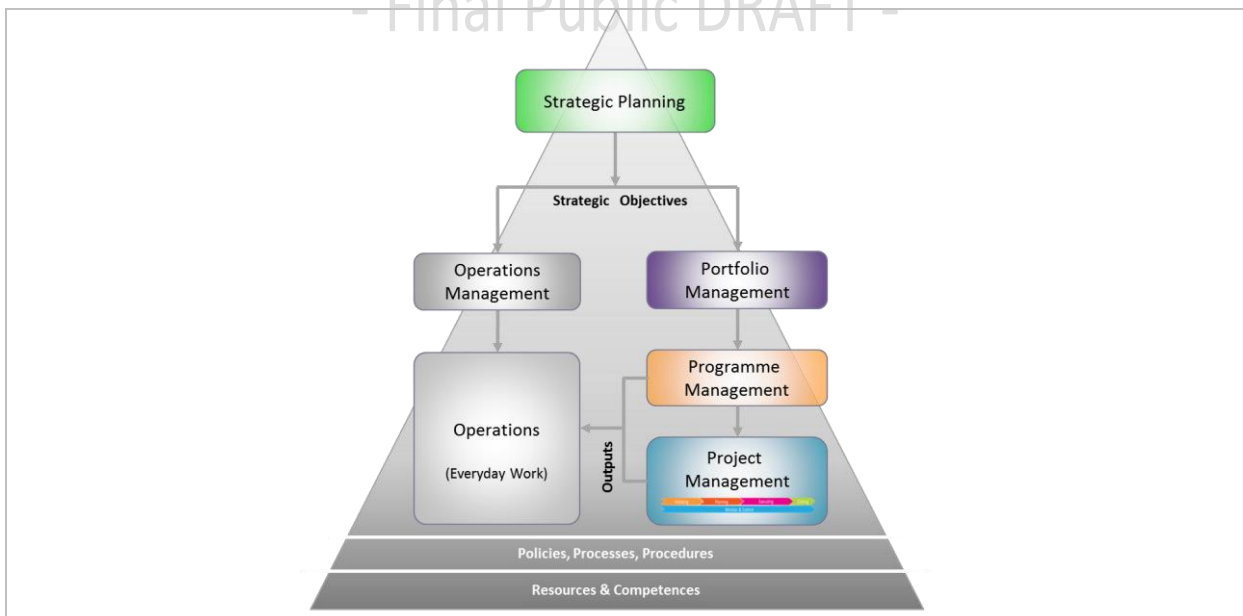 - Final Public DRAFT -
Strategic Planning
Strategic Objectives
Operations
Management
Portfolio
Management
Programme
Management
Operations
(Everyday Work)
Outputs
Project
Management
Policies, Processes, Procedures
Resources & Competences